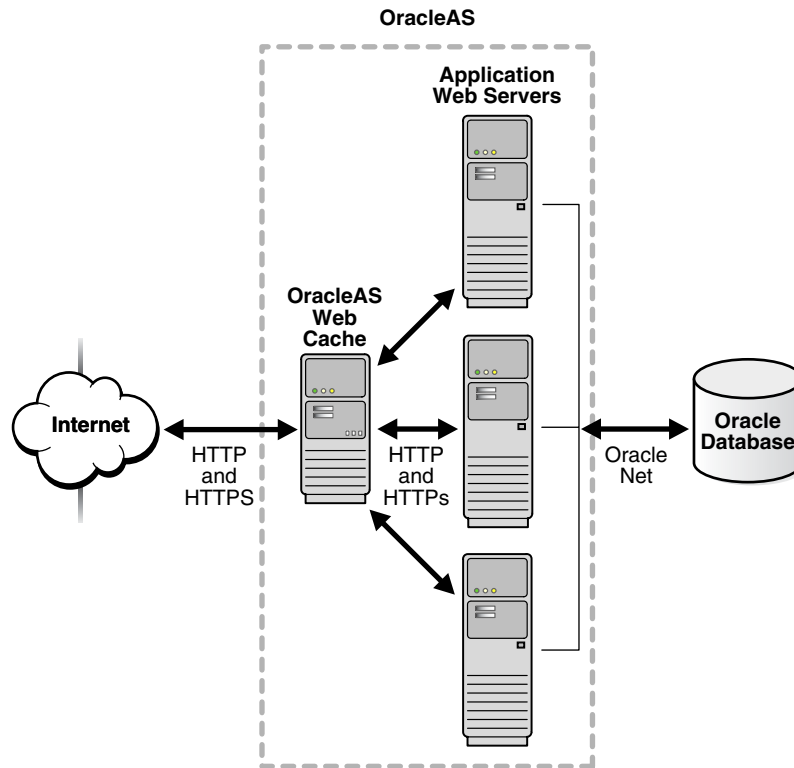 OracleAS
Application
Web Servers
OracleAS
Web
Cache
Internet
HTTP
and
HTTPS
HTTP
and
HTTPs
Oracle
Net
Oracle
Database